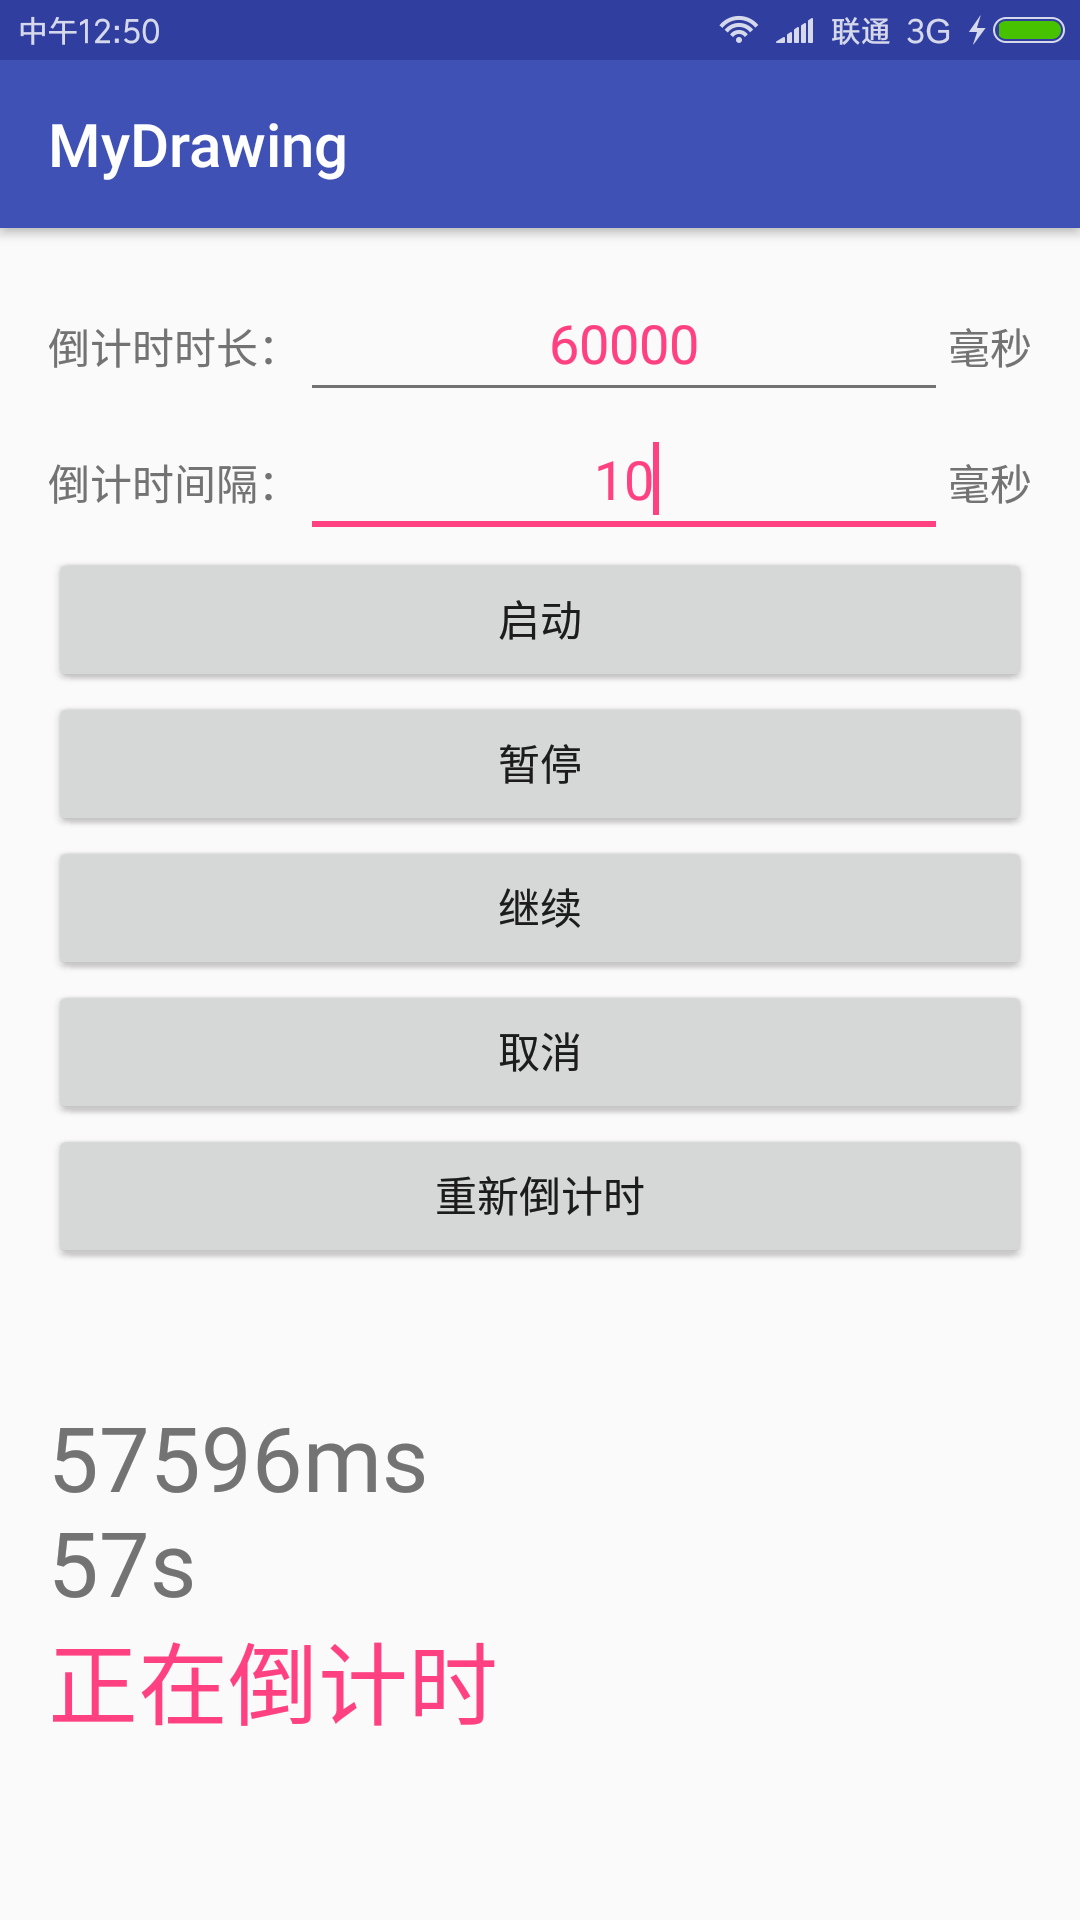 中午12:50 联通 3G
MyDrawing
倒计时时长： 60000 毫秒
倒计时间隔： 10 毫秒
启动
暂停
继续
取消
重新倒计时
57596ms
57s
正在倒计时